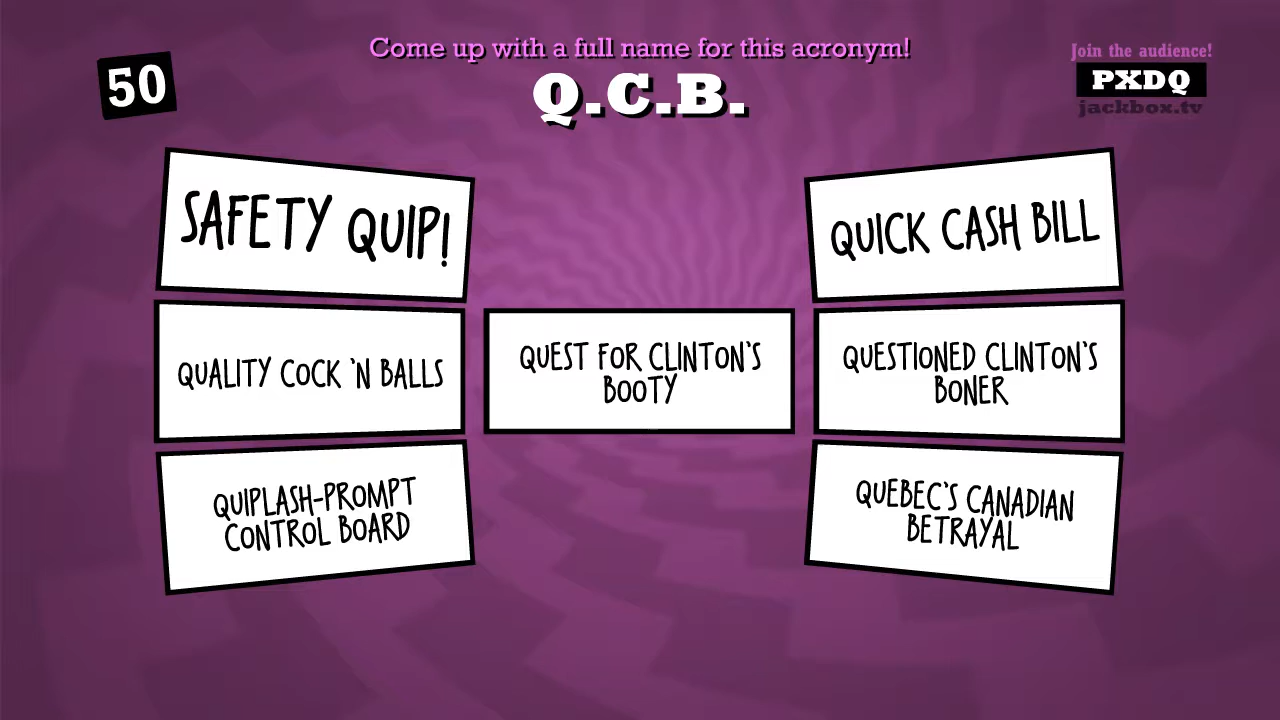 Come up with a full name for this acronym!
Q.C.B.
50
Join the audience!
PXDQ
jackbox.tv
SAFETY QUIP!
QUICK CASH BILL
QUALITY COCK 'N BALLS
QUEST FOR CLINTON'S
BOOTY
QUESTIONED CLINTON'S
BONER
QUIPLASH-PROMPT
CONTROL BOARD
QUEBEC'S CANADIAN
BETRAYAL